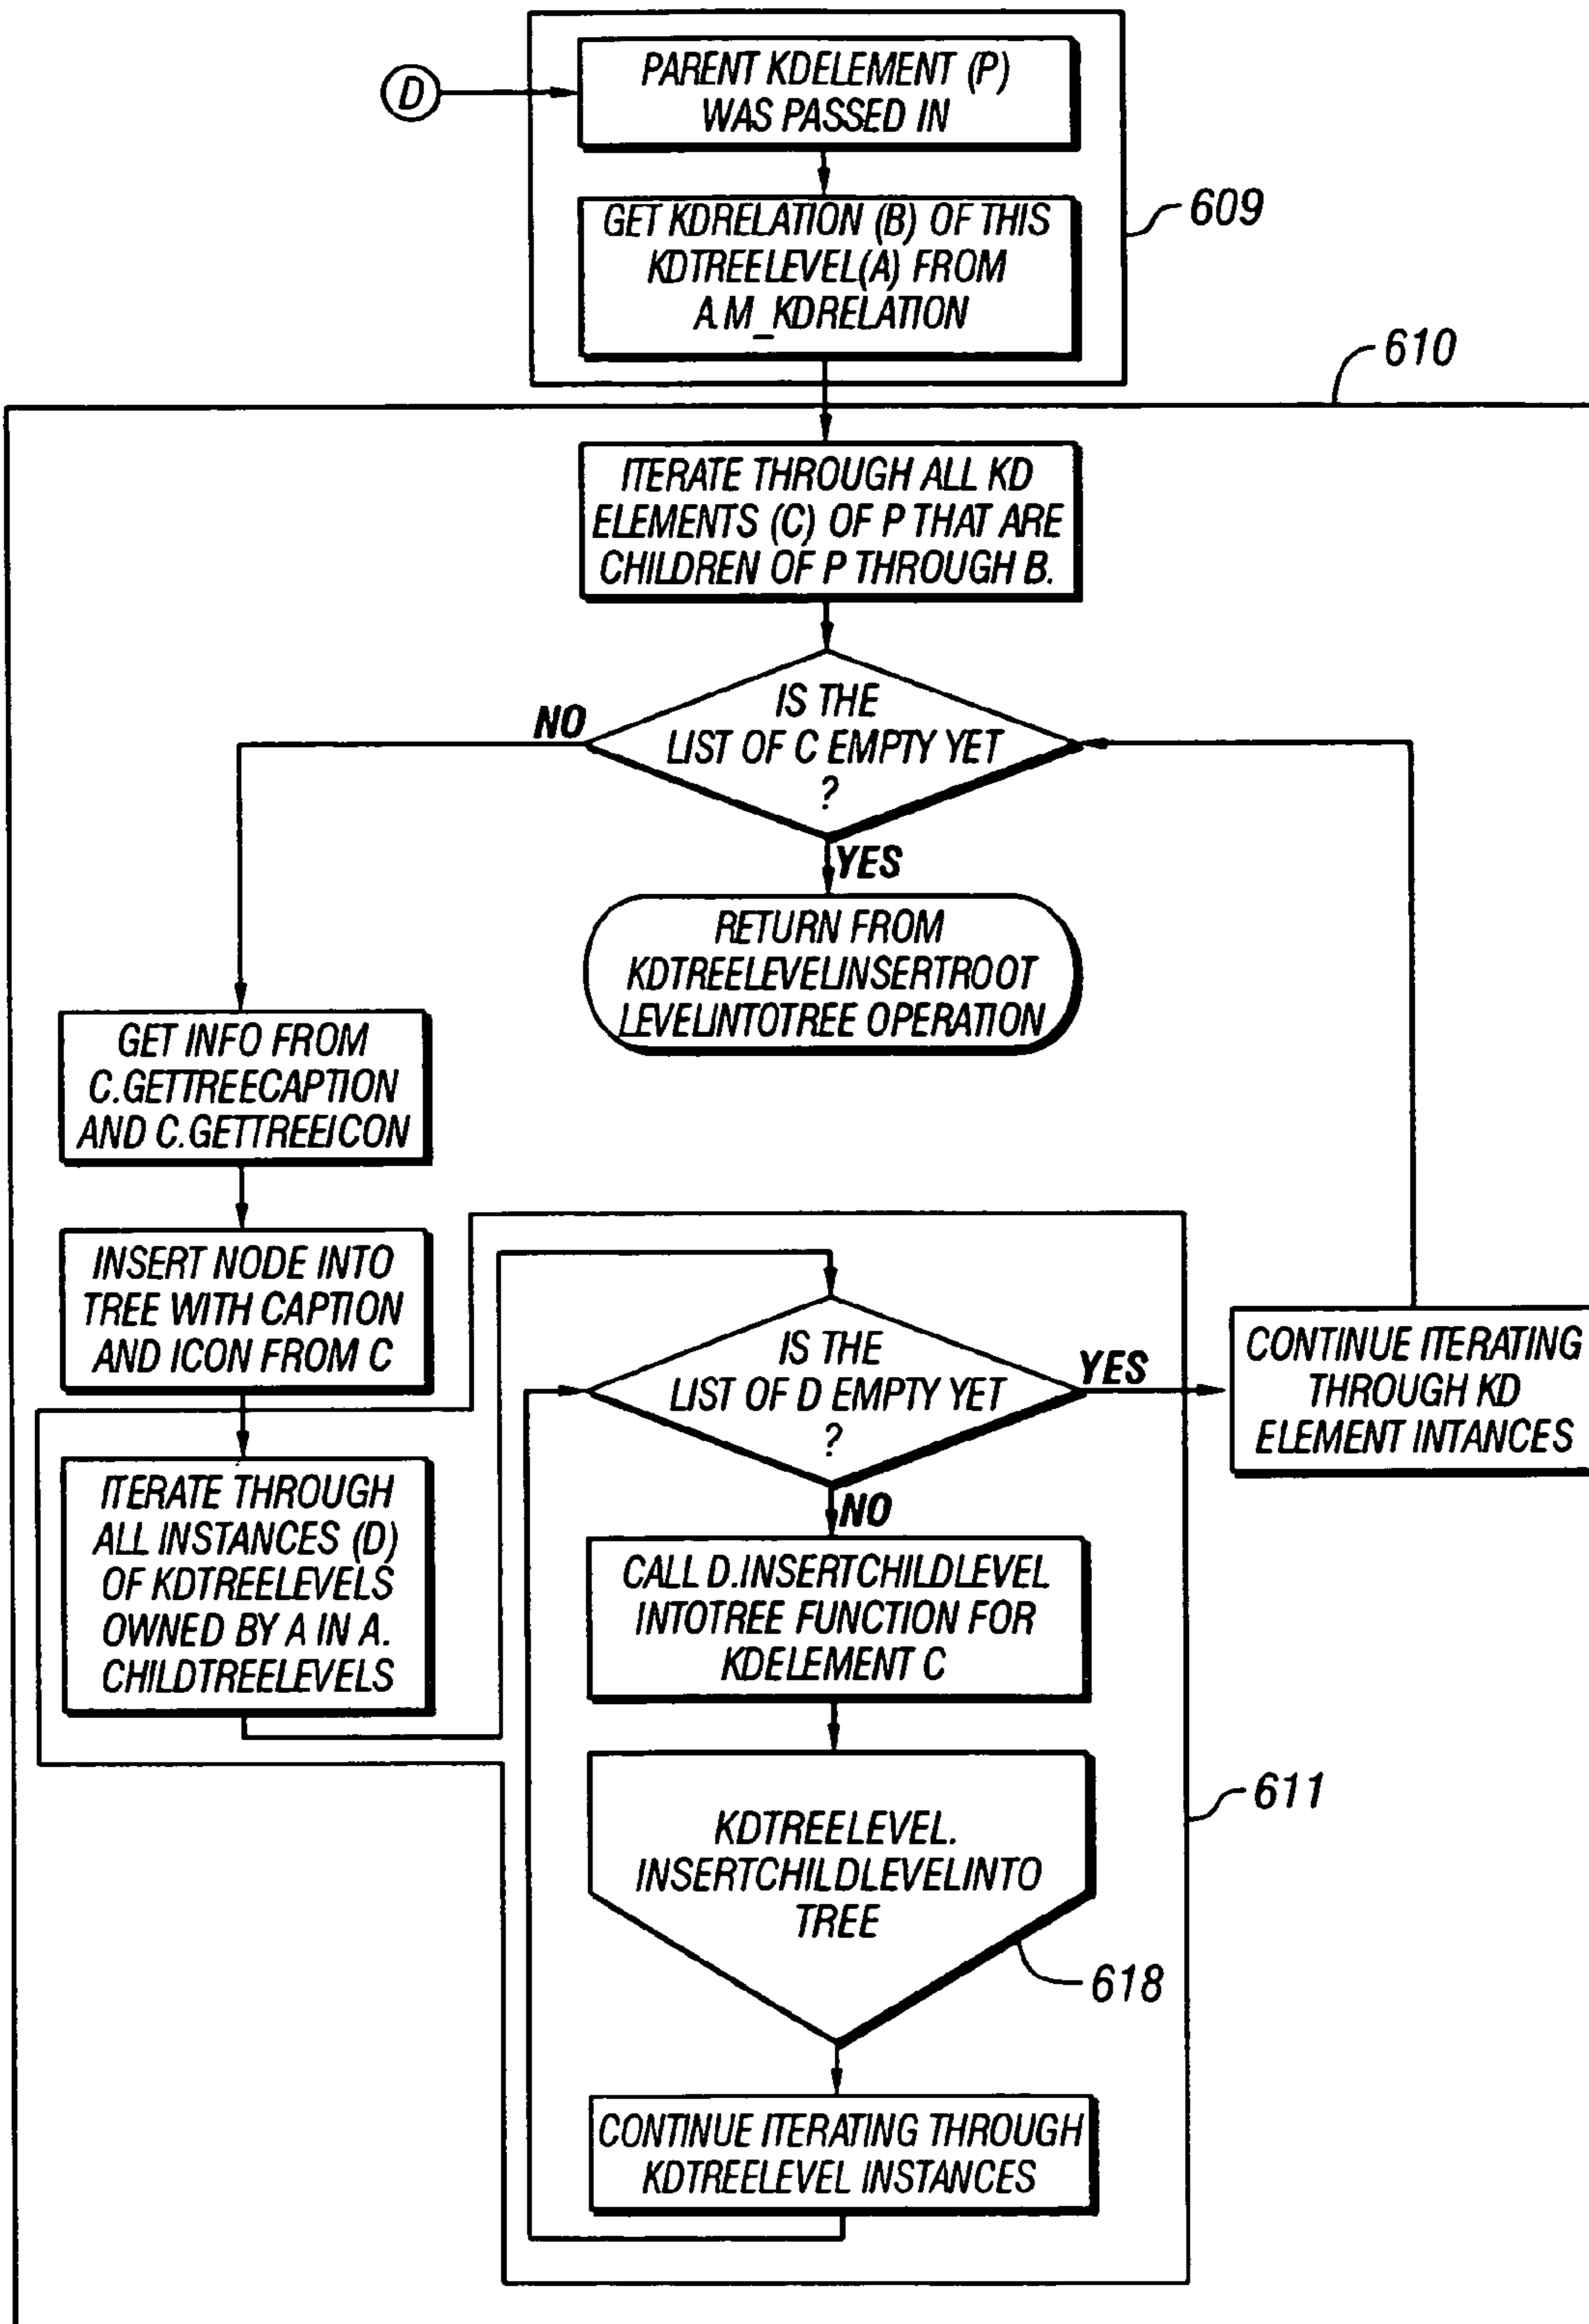 PARENT KDELEMENT (P)
WAS PASSED IN
D
GET KDRELATION (B) OF THIS
KDTREELEVEL(A) FROM
A.M_KDRELATION
609
610
ITERATE THROUGH ALL KD
ELEMENTS (C) OF P THAT ARE
CHILDREN OF P THROUGH B.
IS THE
LIST OF C EMPTY YET
?
NO
YES
RETURN FROM
KDTREELEVEL.INSERTROOT
LEVELINTOTREE OPERATION
GET INFO FROM
C.GETTREECAPTION
AND C.GETTREEICON
INSERT NODE INTO
TREE WITH CAPTION
AND ICON FROM C
ITERATE THROUGH
ALL INSTANCES (D)
OF KDTREELEVELS
OWNED BY A IN A.
CHILDTREELEVELS
IS THE
LIST OF D EMPTY YET
?
YES
NO
CONTINUE ITERATING
THROUGH KD
ELEMENT INTANCES
CALL D.INSERTCHILDLEVEL
INTOTREE FUNCTION FOR
KDELEMENT C
KDTREELEVEL.
INSERTCHILDLEVELINTO
TREE
611
618
CONTINUE ITERATING THROUGH
KDTREELEVEL INSTANCES